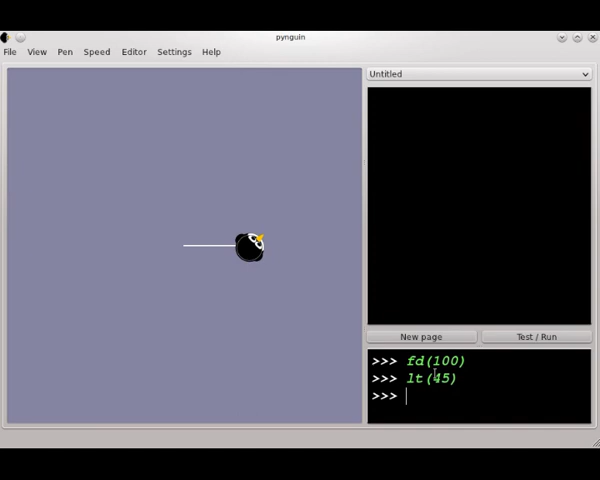 pynguin
File View Pen Speed Editor Settings Help
Untitled
New page Test / Run
>>> fd(100)
>>> lt(45)
>>>